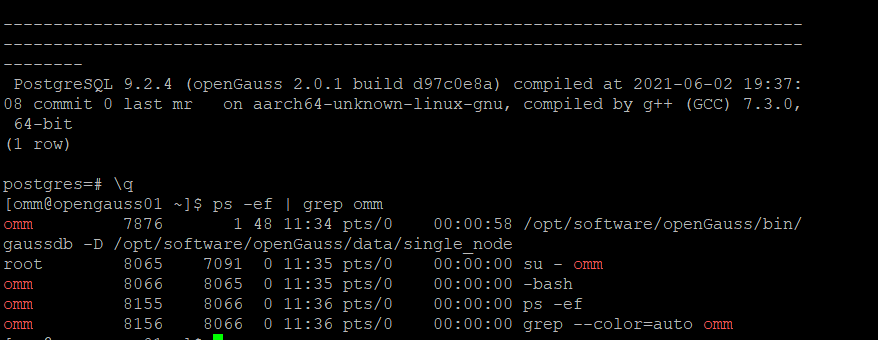 --------------------------------------------------------------------------------
--------------------------------------------------------------------------------
--------
 PostgreSQL 9.2.4 (openGauss 2.0.1 build d97c0e8a) compiled at 2021-06-02 19:37:
08 commit 0 last mr   on aarch64-unknown-linux-gnu, compiled by g++ (GCC) 7.3.0,
 64-bit
(1 row)

postgres=# \q
[omm@opengauss01 ~]$ ps -ef | grep omm
omm         7876       1 48 11:34 pts/0    00:00:58 /opt/software/openGauss/bin/
gaussdb -D /opt/software/openGauss/data/single_node
root        8065    7091  0 11:35 pts/0    00:00:00 su - omm
omm         8066    8065  0 11:35 pts/0    00:00:00 -bash
omm         8155    8066  0 11:36 pts/0    00:00:00 ps -ef
omm         8156    8066  0 11:36 pts/0    00:00:00 grep --color=auto omm
[omm@opengauss01 ~]$